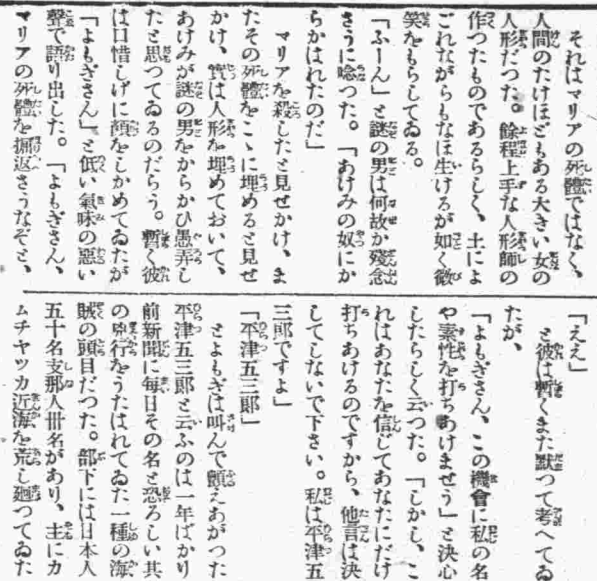 それはマリアの死體ではなく、
人間のたけほどもある大きい女の
人形だつた。餘程上手な人形師の
作つたものであるらしく、土によ
ごれながらもなほ生けるが如く微
笑をもらしてゐる。
「ふーん」と謎の男は何故か殘念
さうに唸つた。「あけみの奴にか
らかはれたのだ」
マリアを殺したと見せかけ、ま
たその死體をこゝに埋めると見せ
かけ、實は人形を埋めておいて、
あけみが謎の男をからかひ愚弄し
たと思つてゐるのだらう。暫く彼
は口惜しげに顔をしかめてゐたが
「よもぎさん」と低い氣味の惡い
聲で語り出した。「よもぎさん、
マリアの死體を掘返さうなぞと、
「ええ」
と彼は暫くまた默つて考へてゐ
たが、
「よもぎさん、この機會に私の名
や素性を打ちあけませう」と決心
したらしく云つた。「しかし、こ
れはあなたを信じてあなたにだけ
打ちあけるのですから、他言は決
してしないで下さい。私は平津五
三郎ですよ」
「平津五三郎」
とよもぎは叫んで顫えあがつた
平津五三郎と云ふのは一年ばかり
前新聞に毎日その名と恐ろしい其
の兇行をうたはれてゐた一種の海
賊の頭目だつた。部下には日本人
五十名支那人卅名があり、主にカ
ムチヤツカ近海を荒し廻つてゐた